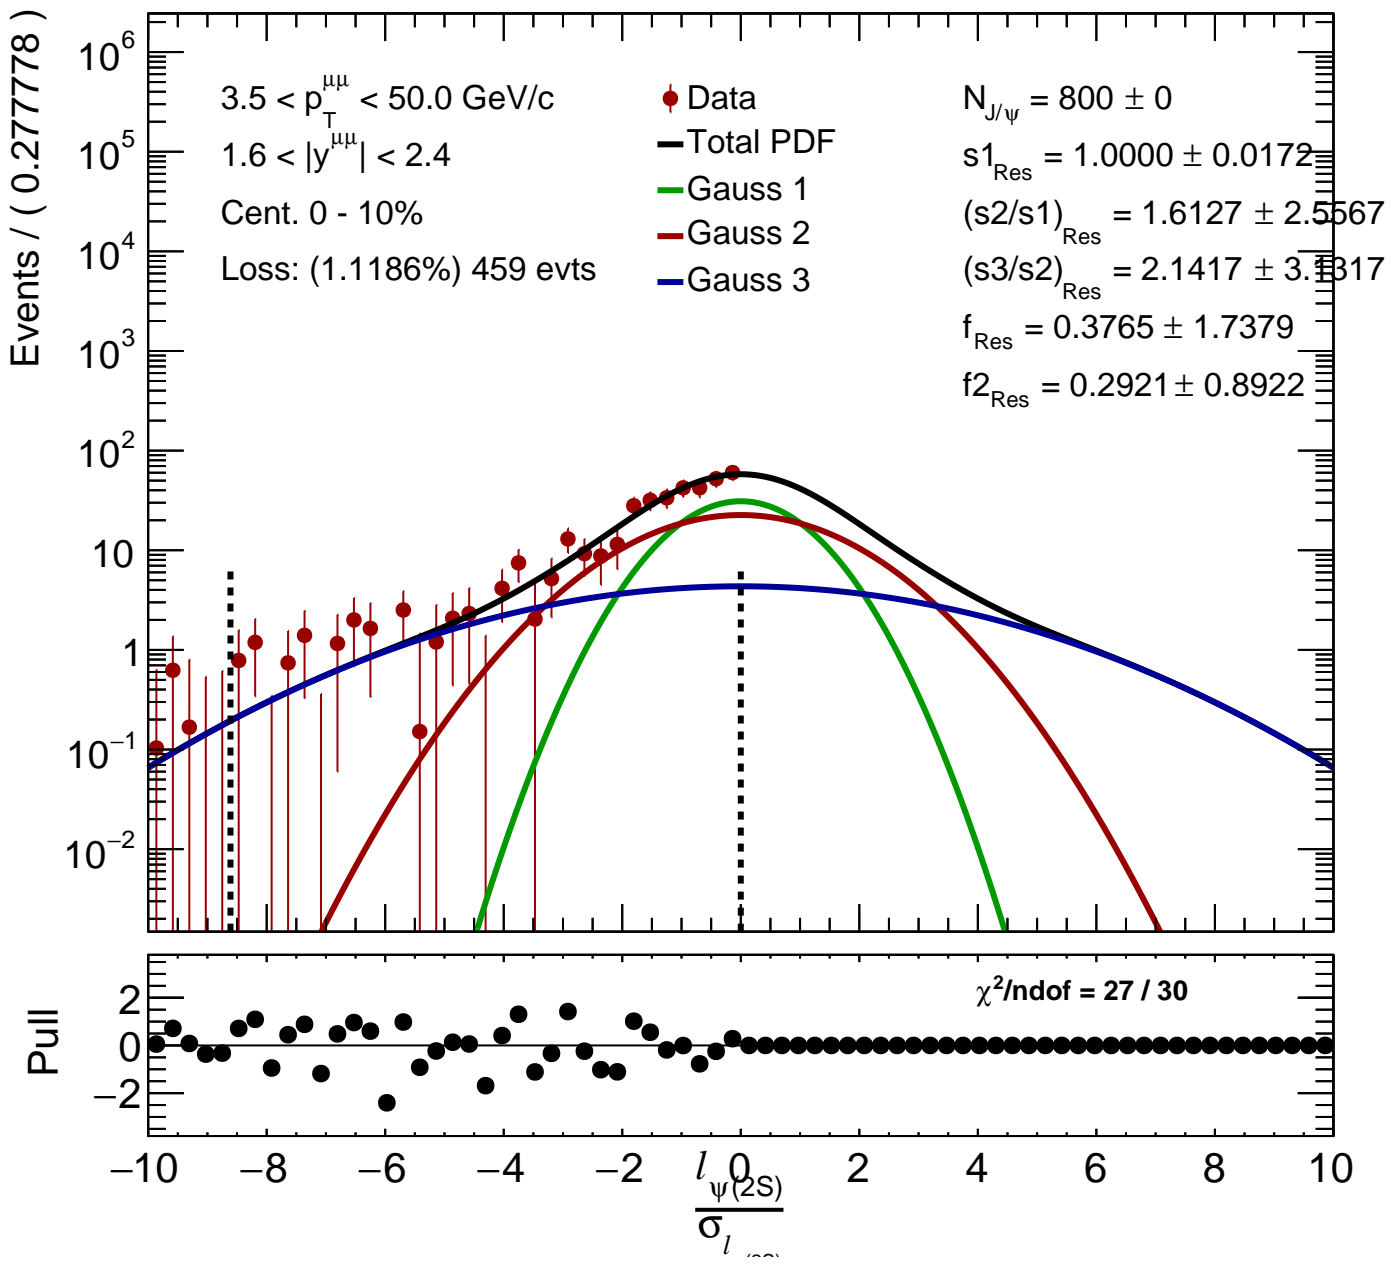 Events / ( 0.277778 )
10^6
10^5
10^4
10^3
10^2
10
1
10^−1
10^−2
3.5 < p_T^μμ < 50.0 GeV/c
1.6 < |y^μμ| < 2.4
Cent. 0 - 10%
Loss: (1.1186%) 459 evts
Data
Total PDF
Gauss 1
Gauss 2
Gauss 3
N_J/ψ = 800 ± 0
s1_Res = 1.0000 ± 0.0172
(s2/s1)_Res = 1.6127 ± 2.5567
(s3/s2)_Res = 2.1417 ± 3.1317
f_Res = 0.3765 ± 1.7379
f2_Res = 0.2921 ± 0.8922
Pull
2
0
−2
χ²/ndof = 27 / 30
−10 −8 −6 −4 −2 0 2 4 6 8 10
l_ψ(2S)
σ_l